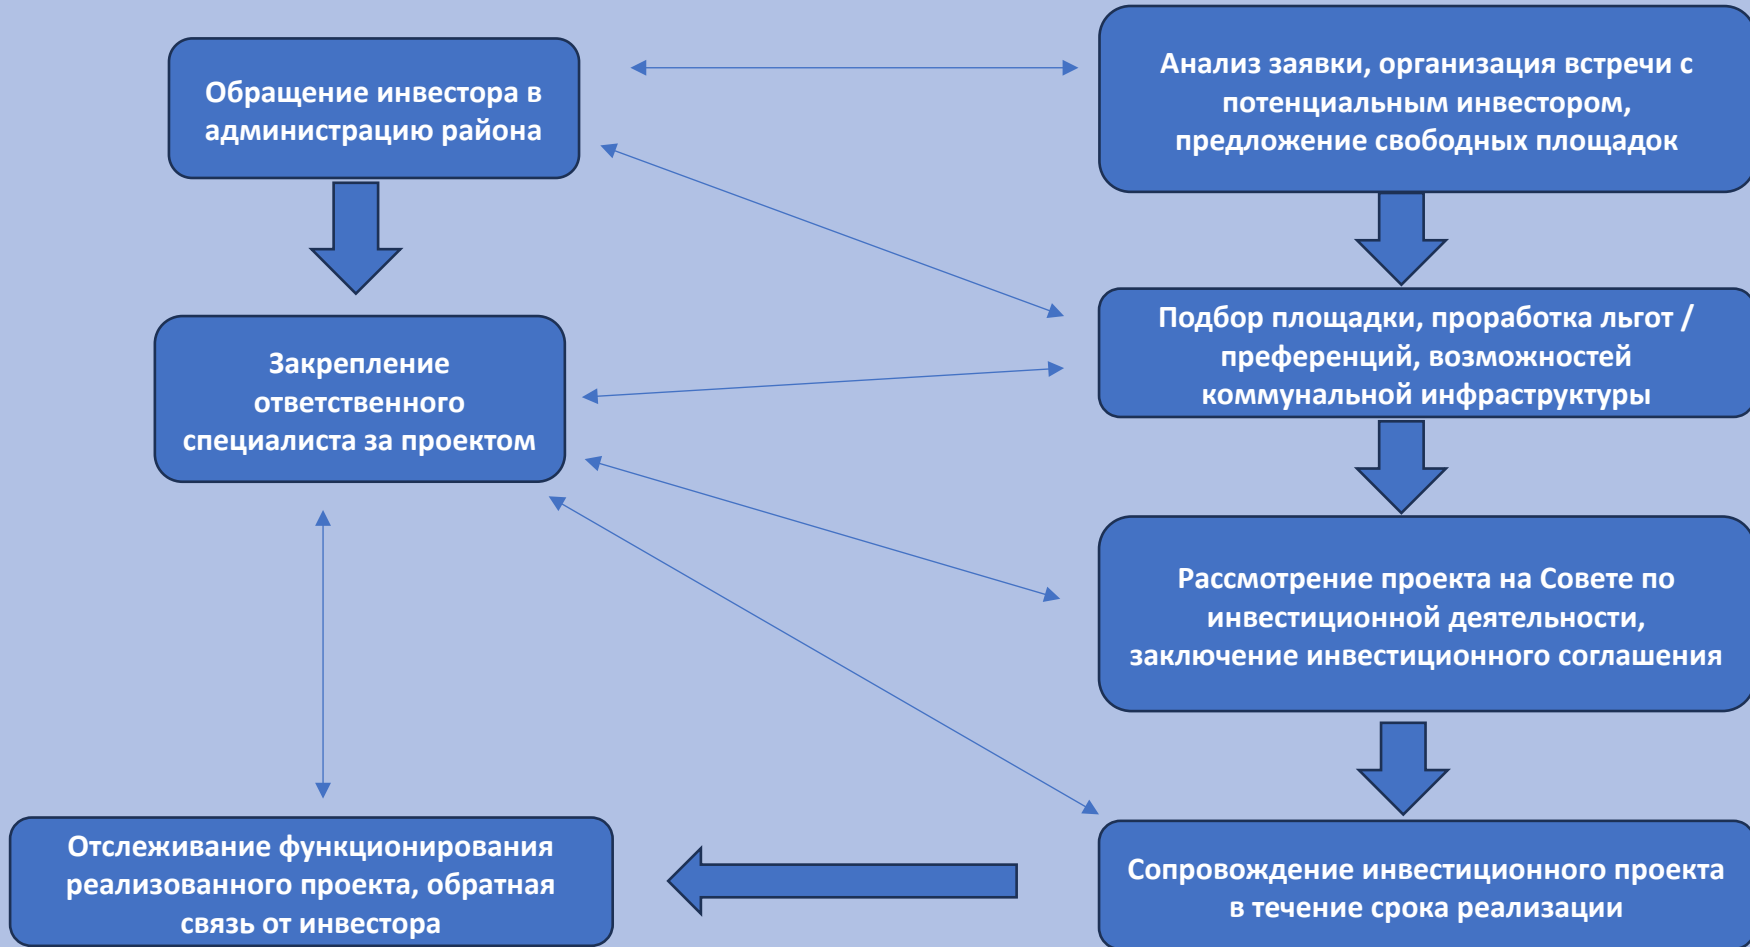 Обращение инвестора в
администрацию района
Анализ заявки, организация встречи с
потенциальным инвестором,
предложение свободных площадок
Закрепление
ответственного
специалиста за проектом
Подбор площадки, проработка льгот /
преференций, возможностей
коммунальной инфраструктуры
Рассмотрение проекта на Совете по
инвестиционной деятельности,
заключение инвестиционного соглашения
Отслеживание функционирования
реализованного проекта, обратная
связь от инвестора
Сопровождение инвестиционного проекта
в течение срока реализации